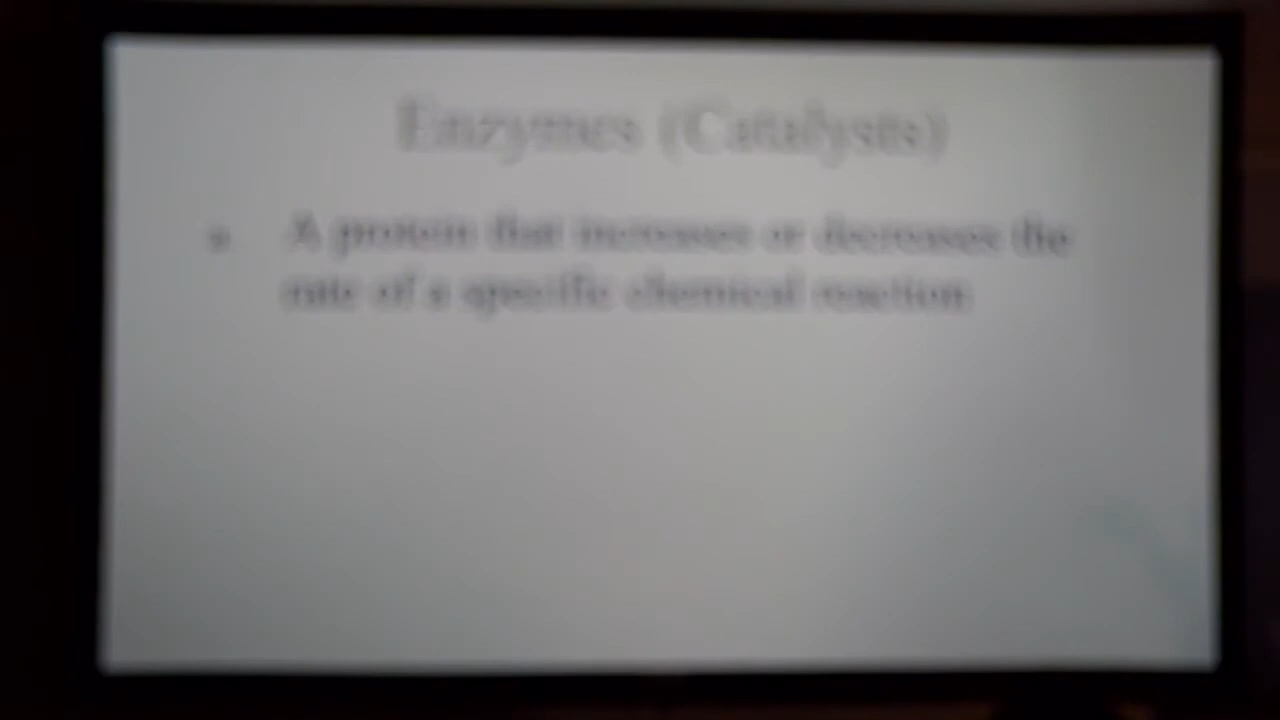 Enzymes (Catalysts)
• A protein that increases or decreases the
rate of a specific chemical reaction